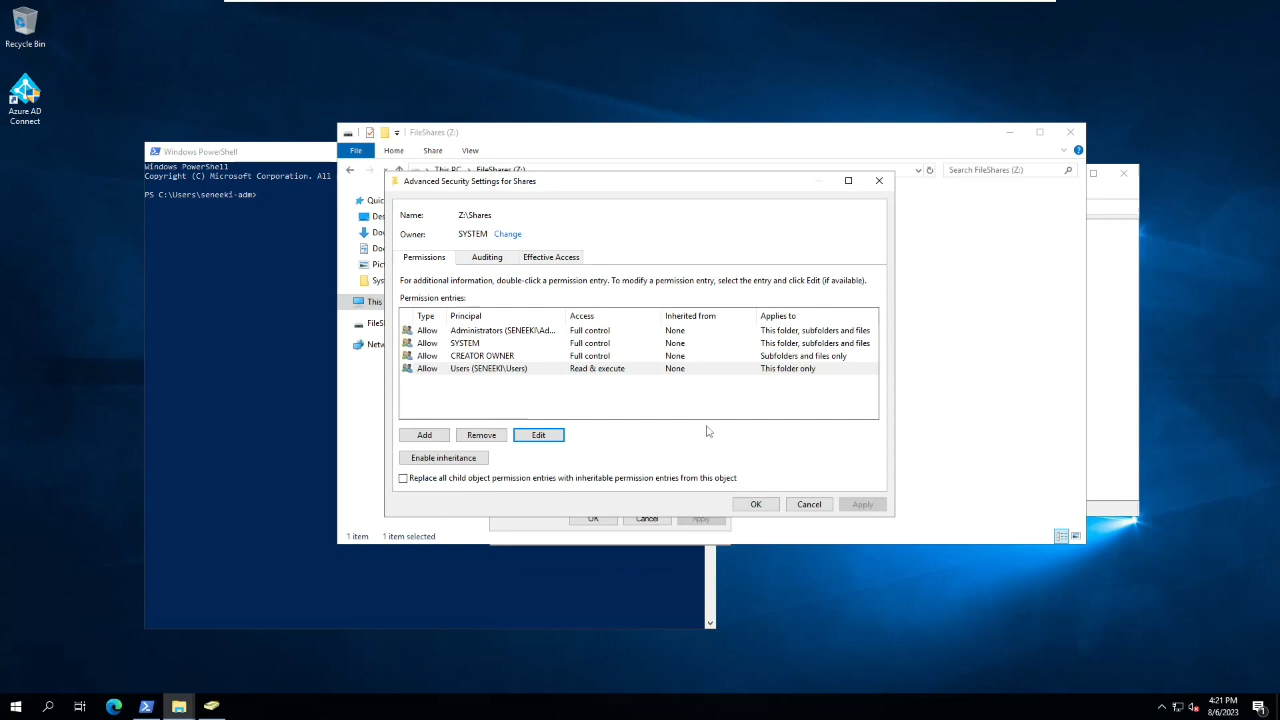 Recycle Bin
Azure AD
Connect
FileShares (Z:)
File Home Share View
This PC FileShares (Z:)
Search FileShares (Z:)
Windows PowerShell
Windows PowerShell
Copyright (C) Microsoft Corporation. All
PS C:\Users\seneeki-adm>
Quic
Des
Dov
Doc
Pict
Sys
This
FileS
Netv
Advanced Security Settings for Shares
Name: Z:\Shares
Owner: SYSTEM Change
Permissions Auditing Effective Access
For additional information, double-click a permission entry. To modify a permission entry, select the entry and click Edit (if available).
Permission entries:
Type Principal Access Inherited from Applies to
Allow Administrators (SENEEKI\Ad... Full control None This folder, subfolders and files
Allow SYSTEM Full control None This folder, subfolders and files
Allow CREATOR OWNER Full control None Subfolders and files only
Allow Users (SENEEKI\Users) Read & execute None This folder only
Add Remove Edit
Enable inheritance
Replace all child object permission entries with inheritable permission entries from this object
OK Cancel Apply
OK Cancel Apply
1 item 1 item selected
4:21 PM
8/6/2023
1